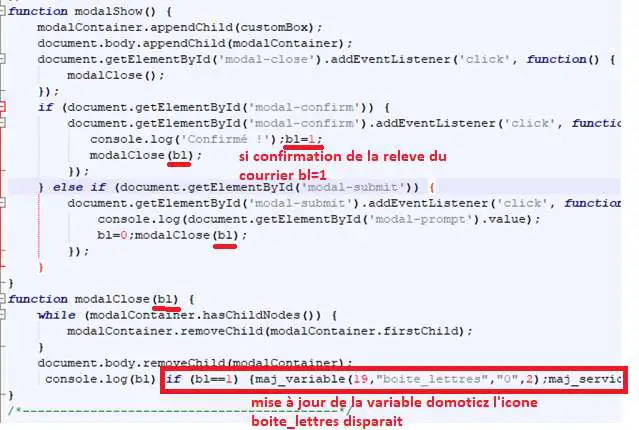 function modalShow() {
modalContainer.appendChild(customBox);
document.body.appendChild(modalContainer);
document.getElementById('modal-close').addEventListener('click', function() {
modalClose();
});
if (document.getElementById('modal-confirm')) {
document.getElementById('modal-confirm').addEventListener('click', function
console.log('Confirmé !');bl=1;
modalClose(bl);
si confirmation de la releve du
courrier bl=1
});
} else if (document.getElementById('modal-submit')) {
document.getElementById('modal-submit').addEventListener('click', function
console.log(document.getElementById('modal-prompt').value);
bl=0;modalClose(bl);
});
}
}
function modalClose(bl) {
while (modalContainer.hasChildNodes()) {
modalContainer.removeChild(modalContainer.firstChild);
}
document.body.removeChild(modalContainer);
console.log(bl) if (bl==1) {maj_variable(19,"boite_lettres","0",2);maj_servic
}
mise à jour de la variable domoticz l'icone
boite_lettres disparait
/*-----------------------------------------*/